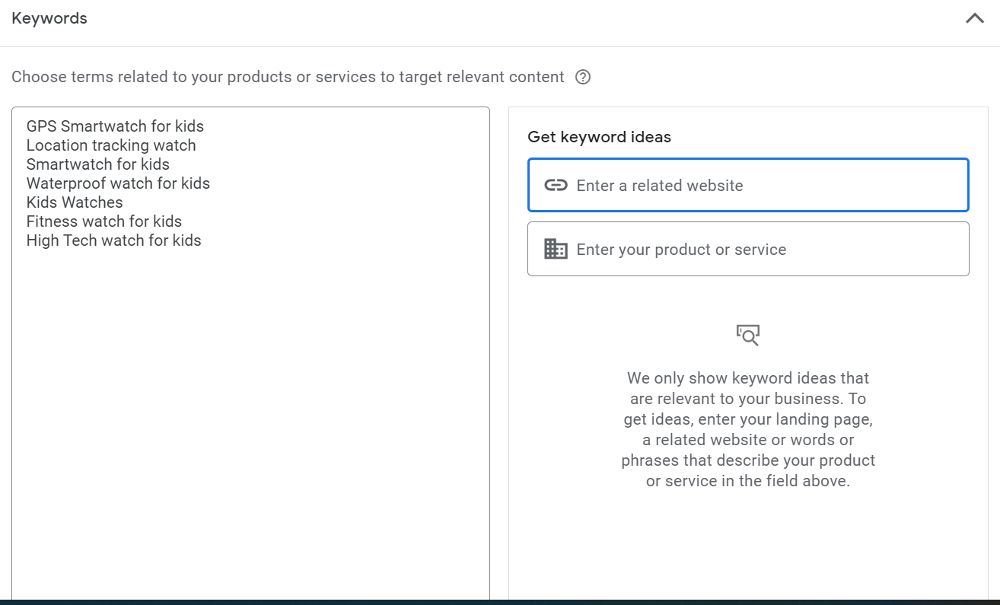 Keywords
Choose terms related to your products or services to target relevant content
GPS Smartwatch for kids
Location tracking watch
Smartwatch for kids
Waterproof watch for kids
Kids Watches
Fitness watch for kids
High Tech watch for kids
Get keyword ideas
Enter a related website
Enter your product or service
We only show keyword ideas that
are relevant to your business. To
get ideas, enter your landing page,
a related website or words or
phrases that describe your product
or service in the field above.